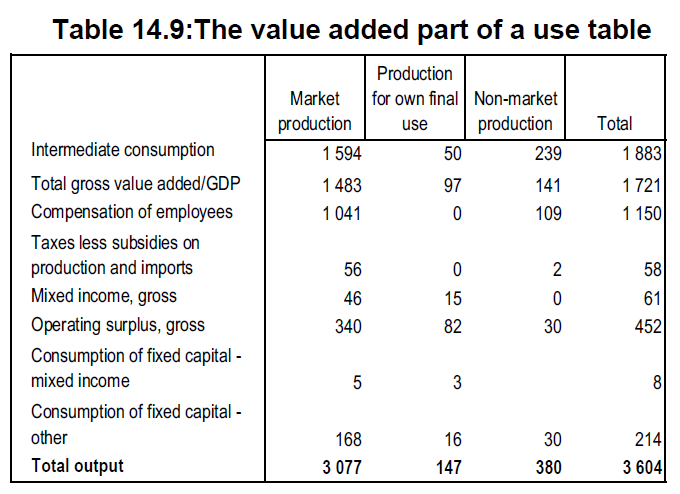 Table 14.9:The value added part of a use table
Market production | Production for own final use | Non-market production | Total
Intermediate consumption 1 594 50 239 1 883
Total gross value added/GDP 1 483 97 141 1 721
Compensation of employees 1 041 0 109 1 150
Taxes less subsidies on
production and imports 56 0 2 58
Mixed income, gross 46 15 0 61
Operating surplus, gross 340 82 30 452
Consumption of fixed capital -
mixed income 5 3 8
Consumption of fixed capital -
other 168 16 30 214
Total output 3 077 147 380 3 604